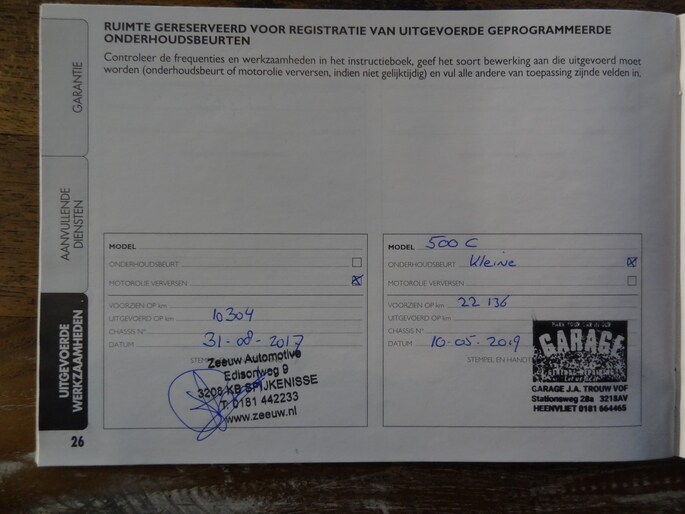 RUIMTE GERESERVEERD VOOR REGISTRATIE VAN UITGEVOERDE GEPROGRAMMEERDE
ONDERHOUDSBEURTEN
Controleer de frequenties en werkzaamheden in het instructieboek, geef het soort bewerking aan die uitgevoerd moet
worden (onderhoudsbeurt of motorolie verversen, indien niet gelijktijdig) en vul alle andere van toepassing zijnde velden in.
GARANTIE
AANVULLENDE
DIENSTEN
UITGEVOERDE
WERKZAAMHEDEN
MODEL
ONDERHOUDSBEURT
MOTOROLIE VERVERSEN
VOORZIEN OP km
UITGEVOERD OP km 10304
CHASSIS N°
DATUM 31-08-2017
Zeeuw Automotive
Edisonweg 9
3208 KB SPIJKENISSE
T. 0181 442233
www.zeeuw.nl
MODEL 500 C
ONDERHOUDSBEURT Kleine
MOTOROLIE VERVERSEN
VOORZIEN OP km 22 136
UITGEVOERD OP km
CHASSIS N°
DATUM 10-05-2019
STEMPEL EN
GARAGE
GARAGE J.A. TROUW VOF
Stationsweg 28a 3218AV
HEENVLIET 0181 664465
26